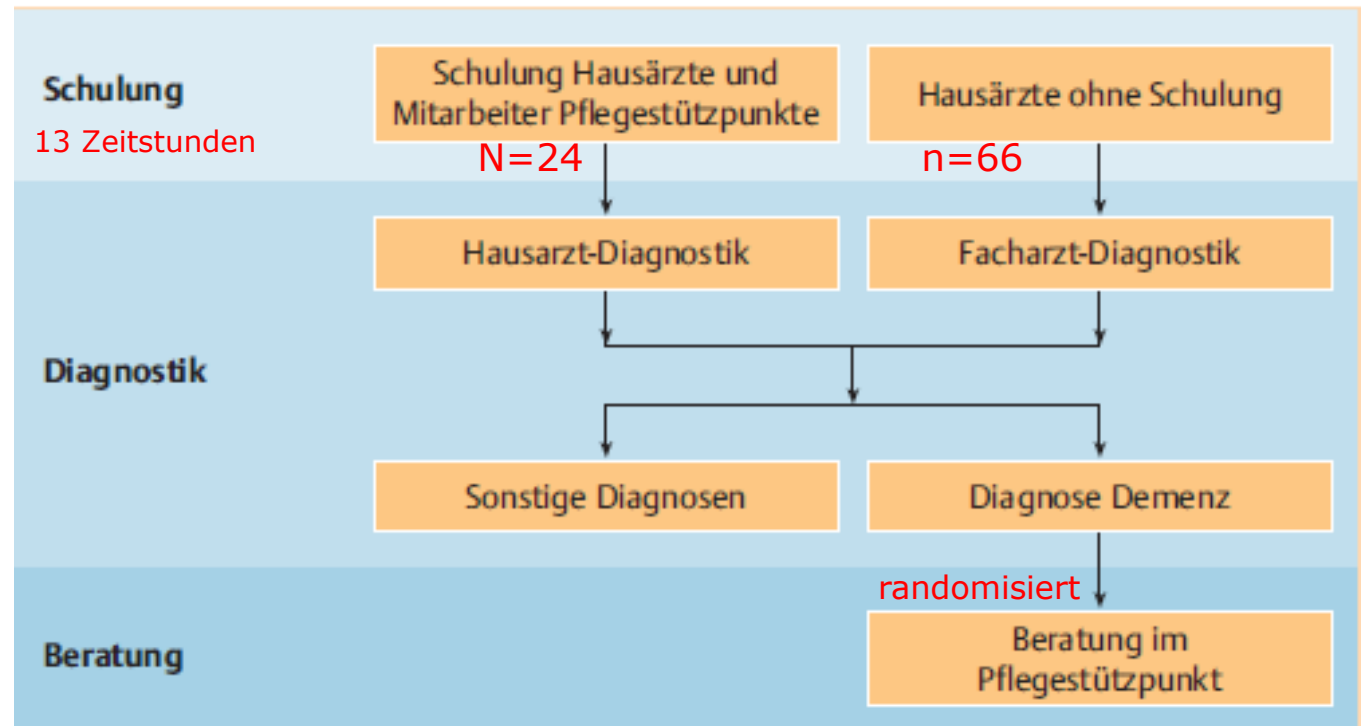 Schulung
13 Zeitstunden
Schulung Hausärzte und
Mitarbeiter Pflegestützpunkte
N=24
Hausärzte ohne Schulung
n=66
Diagnostik
Hausarzt-Diagnostik
Facharzt-Diagnostik
Sonstige Diagnosen
Diagnose Demenz
Beratung
randomisiert
Beratung im
Pflegestützpunkt